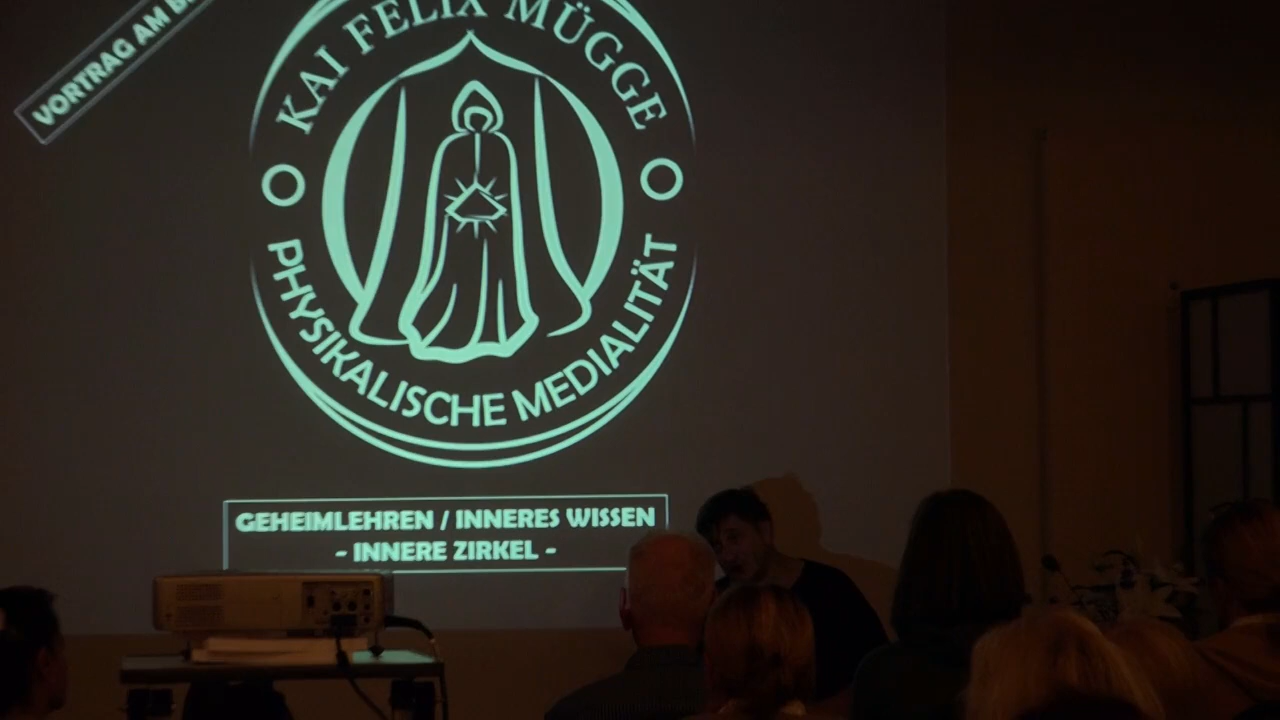 VORTRAG AM
KAI FELIX MÜGGE
PHYSIKALISCHE MEDIALITÄT
GEHEIMLEHREN / INNERES WISSEN
- INNERE ZIRKEL -